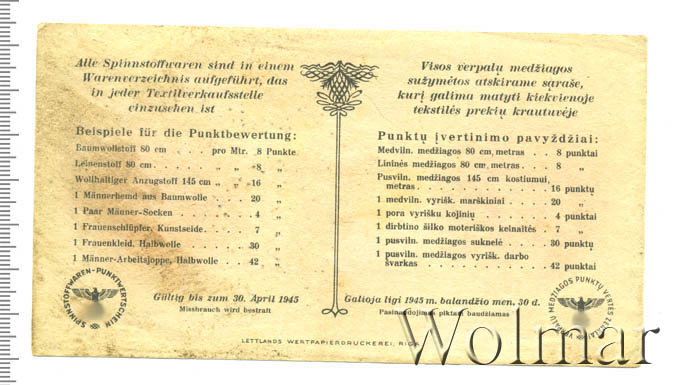 Alle Spinnstoffwaren sind in einem
Warenverzeichnis aufgeführt, das
in jeder Textilverkaufsstelle
einzusehen ist
Beispiele für die Punktbewertung:
Baumwollstoff 80 cm . . pro Mtr. 8 Punkte
Leinenstoff 80 cm . . . „ „ 8 „
Wollhaltiger Anzugstoff 145 cm „ „ 16 „
1 Männerhemd aus Baumwolle . . 20 „
1 Paar Männer-Socken . . . . 4 „
1 Frauenschlüpfer, Kunstseide . . 7 „
1 Frauenkleid, Halbwolle . . . 30 „
1 Männer-Arbeitsjoppe, Halbwolle . . 42 „
Gültig bis zum 30. April 1945
Missbrauch wird bestraft
SPINNSTOFFWAREN-PUNKTWERTSCHEIN
Visos verpalų medžiagos
sužymėtos atskirame sąraše,
kurį galima matyti kiekvienoje
tekstilės prekių krautuvėje
Punktų įvertinimo pavyzdžiai:
Medviln. medžiagos 80 cm, metras . . 8 punktai
Lininės medžiagos 80 cm, metras . . 8 „
Pusviln. medžiagos 145 cm kostiumui,
metras . . . . . . . . 16 punktų
1 medviln. vyrišk. marškiniai . . 20 „
1 pora vyrišku kojinių . . . 4 punktai
1 dirbtino šilko moteriškos kelnaitės . 7 „
1 pusviln. medžiagos suknelė . . 30 punktų
1 pusviln. medžiagos vyrišk. darbo
švarkas . . . . . . . . 42 punktai
Galioja ligi 1945 m. balandžio mėn. 30 d.
Pasinaudojimas piktam baudžiamas
MEDŽIAGOS PUNKTŲ VERTĖS VERPALŲ
LETTLANDS WERTPAPIERDRUCKEREI, RIGA
Wolmar